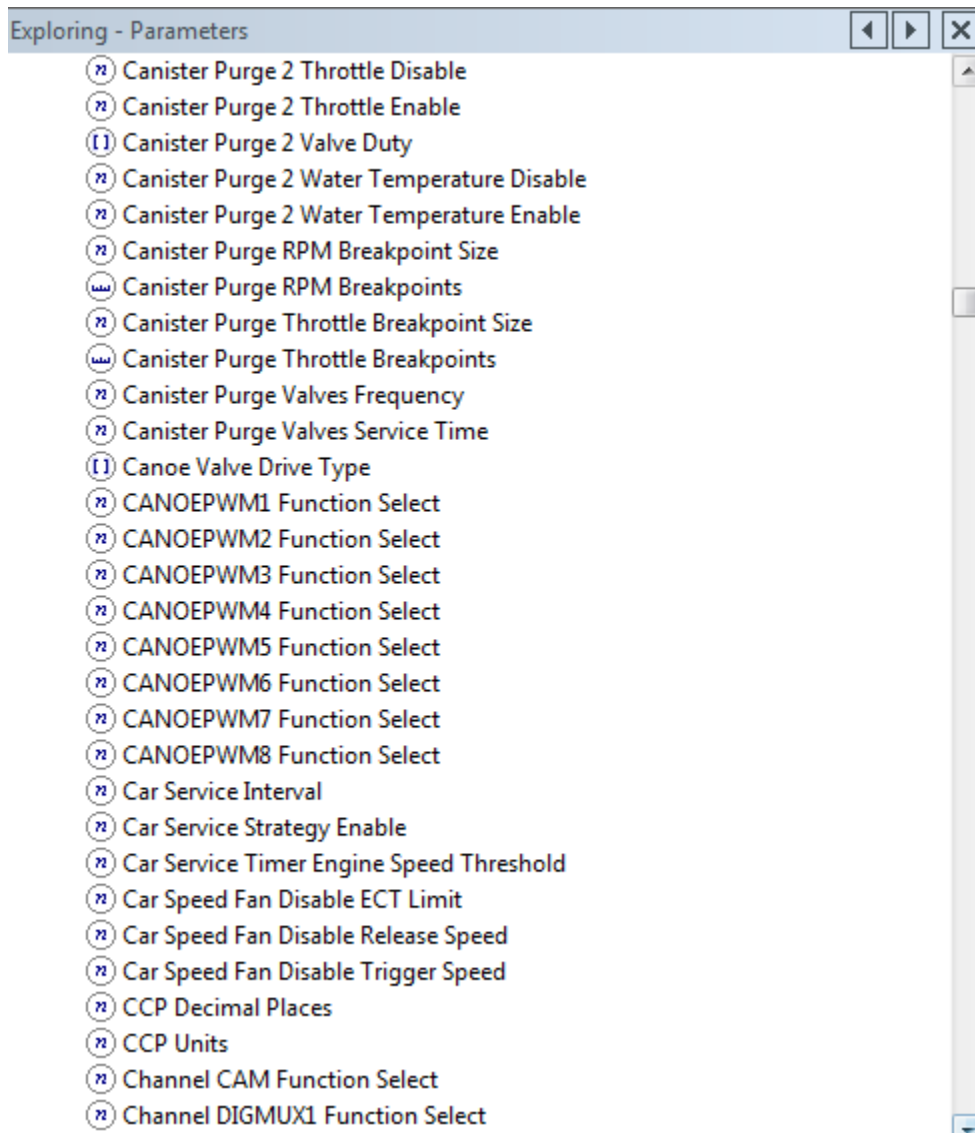 Exploring - Parameters
Canister Purge 2 Throttle Disable
Canister Purge 2 Throttle Enable
Canister Purge 2 Valve Duty
Canister Purge 2 Water Temperature Disable
Canister Purge 2 Water Temperature Enable
Canister Purge RPM Breakpoint Size
Canister Purge RPM Breakpoints
Canister Purge Throttle Breakpoint Size
Canister Purge Throttle Breakpoints
Canister Purge Valves Frequency
Canister Purge Valves Service Time
Canoe Valve Drive Type
CANOEPWM1 Function Select
CANOEPWM2 Function Select
CANOEPWM3 Function Select
CANOEPWM4 Function Select
CANOEPWM5 Function Select
CANOEPWM6 Function Select
CANOEPWM7 Function Select
CANOEPWM8 Function Select
Car Service Interval
Car Service Strategy Enable
Car Service Timer Engine Speed Threshold
Car Speed Fan Disable ECT Limit
Car Speed Fan Disable Release Speed
Car Speed Fan Disable Trigger Speed
CCP Decimal Places
CCP Units
Channel CAM Function Select
Channel DIGMUX1 Function Select